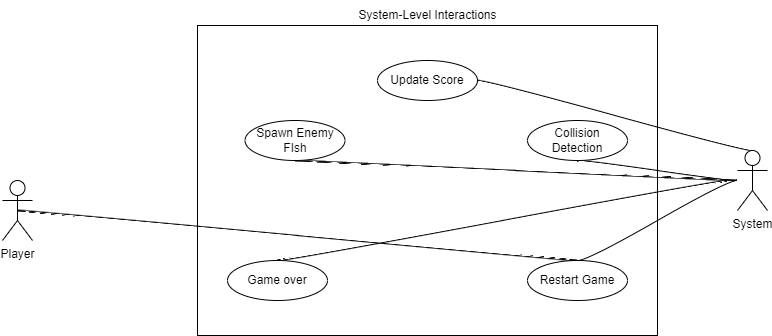 System-Level Interactions
Update Score
Spawn Enemy
FIsh
Collision
Detection
Player
System
Game over
Restart Game